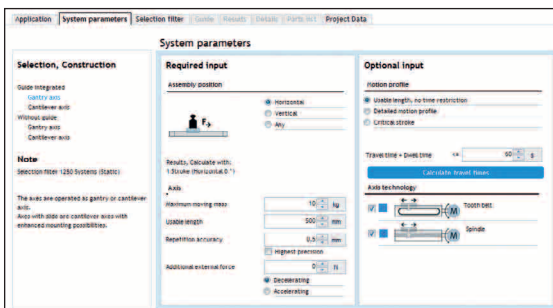 Application System parameters Selection filter Guide Results Details Parts list Project Data
System parameters
Selection, Construction
Guide integrated
Gantry axis
Cantilever axis
Without guide
Gantry axis
Cantilever axis
Note
Selection filter 1250 Systems (Static)
The axes are operated as gantry or cantilever
axis.
Axis with slide are cantilever axes with
enhanced mounting possibilities.
Required input
Assembly position
F
Horizontal
Vertical
Any
Axis
Results, Calculate with:
1.Stroke (Horizontal 0 °)
Axis
Maximum moving mass 10 kg
Usable length 500 mm
Repetition accuracy 0,5 mm
Highest precision
Additional external force 0 N
Decelerating
Accelerating
Optional input
Motion profile
Usable length, no time restriction
Detailed motion profile
Critical stroke
Travel time + Dwell time <= 60 s
Calculate travel times
Axis technology
M Tooth belt
M Spindle